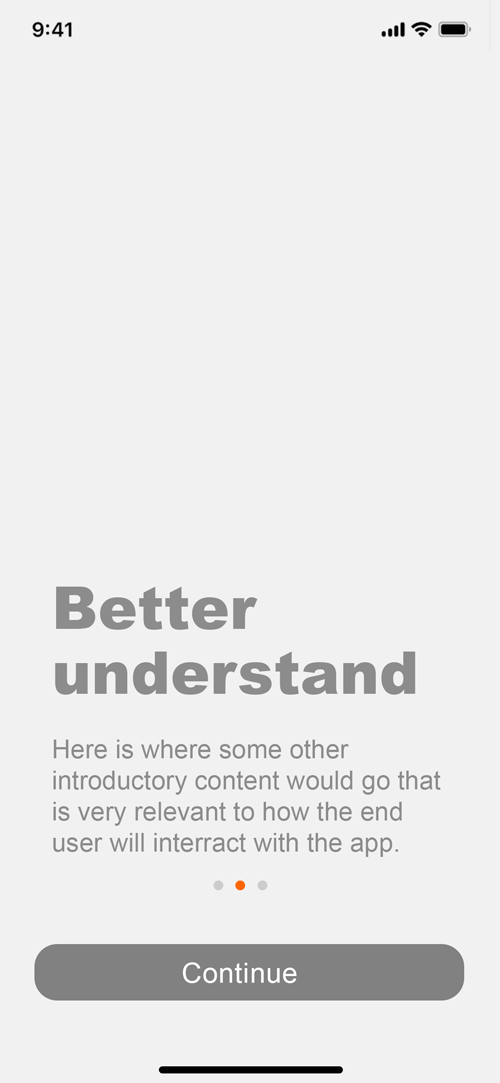 9:41
Better
understand
Here is where some other
introductory content would go that
is very relevant to how the end
user will interract with the app.
Continue